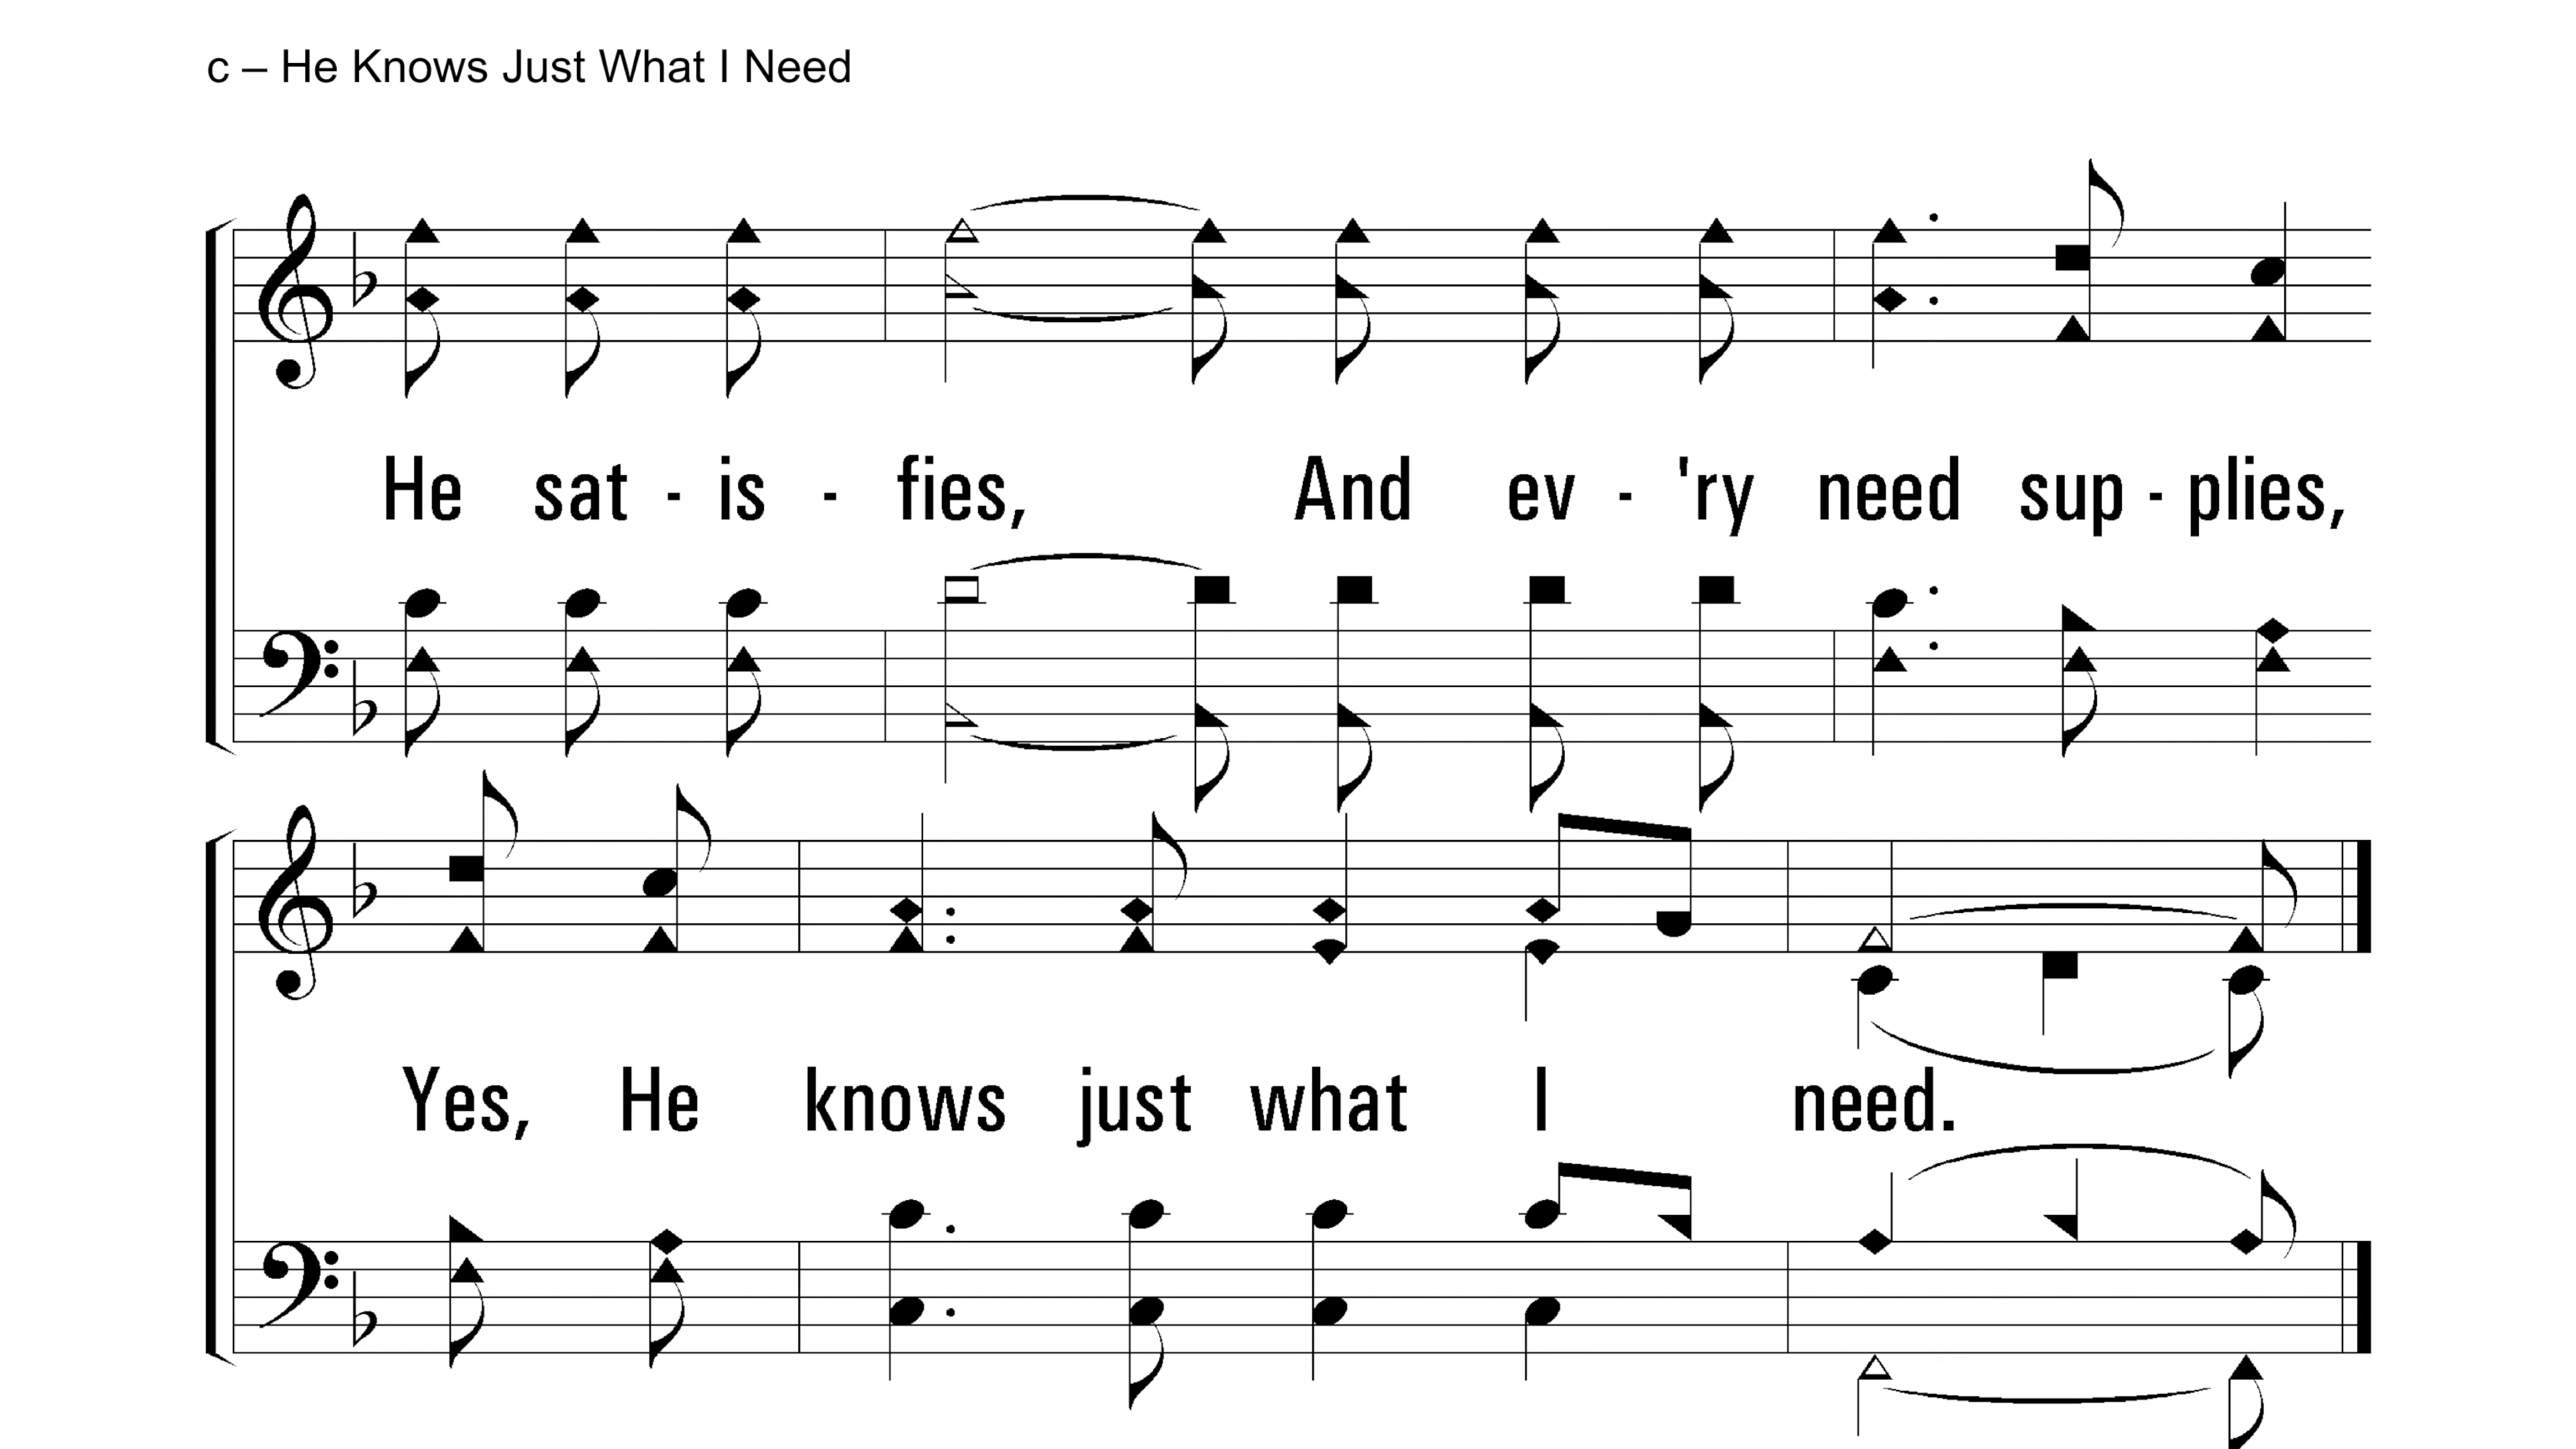 c – He Knows Just What I Need
He sat - is - fies, And ev - 'ry need sup - plies,
Yes, He knows just what I need.